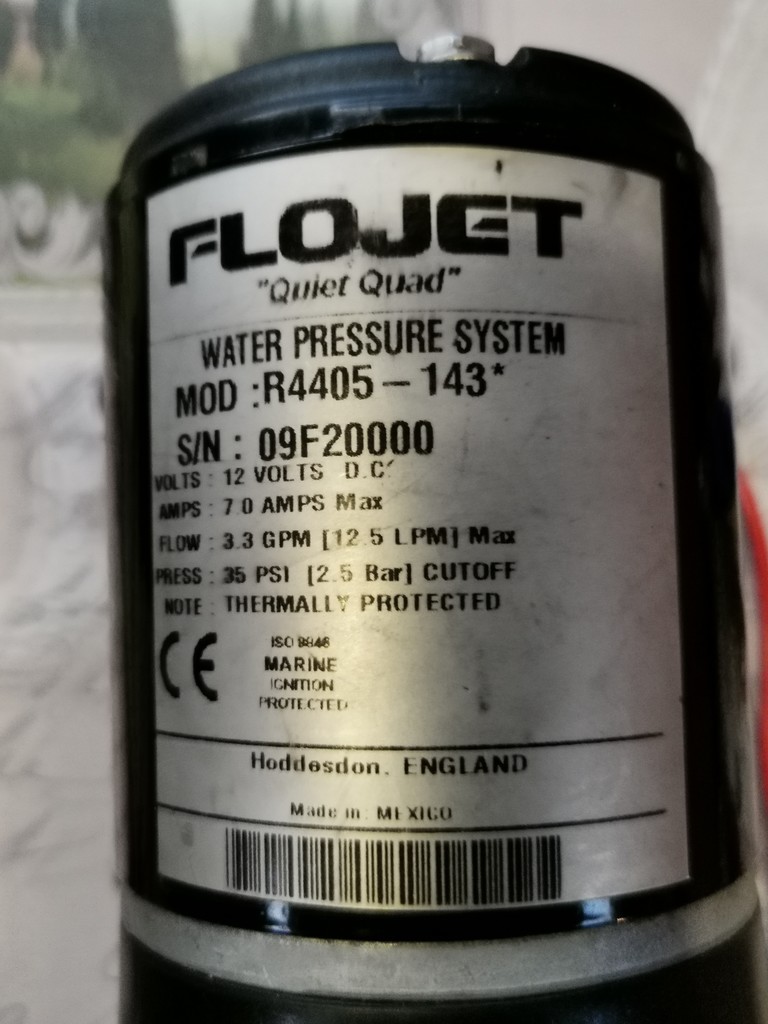 FLOJET
"Quiet Quad"
WATER PRESSURE SYSTEM
MOD :R4405-143*
S/N : 09F20000
VOLTS : 12 VOLTS D.C.
AMPS : 7.0 AMPS Max
FLOW : 3.3 GPM [12.5 LPM] Max
PRESS : 35 PSI [2.5 Bar] CUTOFF
NOTE : THERMALLY PROTECTED
CE
ISO 8846
MARINE
IGNITION
PROTECTED
Hoddesdon. ENGLAND
Made in: MEXICO